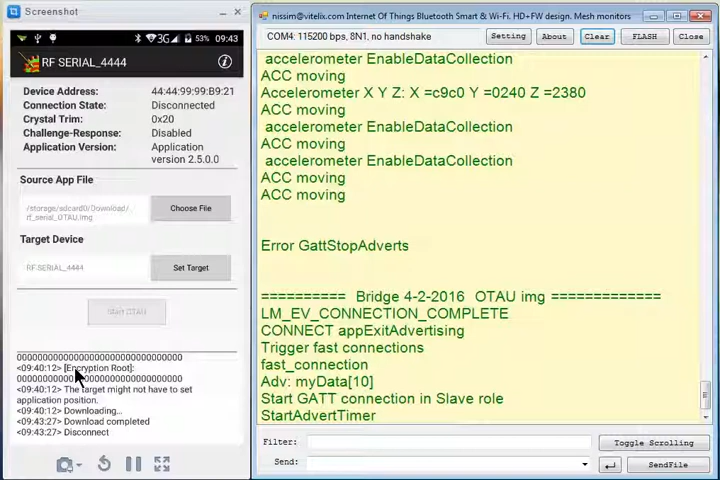 Screenshot
3G 53% 09:43
RF SERIAL_4444
Device Address: 44:44:99:99:B9:21
Connection State: Disconnected
Crystal Trim: 0x20
Challenge-Response: Disabled
Application Version: Application
version 2.5.0.0
Source App File
/storage/sdcard0/Download/
rf_serial_OTAU.img
Choose File
Target Device
RF SERIAL_4444
Set Target
Start OTAU
00000000000000000000000000000000
<09:40:12> [Encryption Root]:
00000000000000000000000000000000
<09:40:12> The target might not have to set
application position.
<09:40:12> Downloading...
<09:43:27> Download completed
<09:43:27> Disconnect
nissim@vitelix.com Internet Of Things Bluetooth Smart & Wi-Fi. HD+FW design. Mesh monitors
COM4: 115200 bps, 8N1, no handshake
Setting
About
Clear
FLASH
Close
accelerometer EnableDataCollection
ACC moving
Accelerometer X Y Z: X =c9c0 Y =0240 Z =2380
ACC moving
accelerometer EnableDataCollection
ACC moving
accelerometer EnableDataCollection
ACC moving
ACC moving
Error GattStopAdverts
========== Bridge 4-2-2016 OTAU img =============
LM_EV_CONNECTION_COMPLETE
CONNECT appExitAdvertising
Trigger fast connections
fast_connection
Adv: myData[10]
Start GATT connection in Slave role
StartAdvertTimer
Filter:
Toggle Scrolling
Send:
SendFile